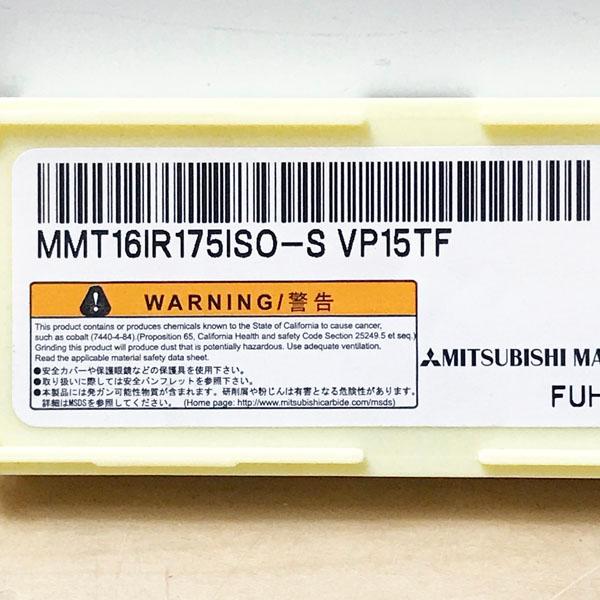 MMT16IR175ISO-S VP15TF
WARNING/警告
This product contains or produces chemicals known to the State of California to cause cancer,
such as cobalt (7440-4-84).(Proposition 65, California Health and safety Code Section 25249.5 et seq.)
Grinding this product will produce dust that is potentially hazardous. Use adequate ventilation.
Read the applicable material safety data sheet.
●安全カバーや保護眼鏡などの保護具を使用下さい。
●取り扱いに際しては安全パンフレットを参照下さい。
●本製品には発ガン可能性物質が含まれます。研削屑や粉じんは有害となる危険性があります。
詳細はMSDSを参照してください。 (Home page: http://www.mitsubishicarbide.com/msds)
MITSUBISHI MA
FUH